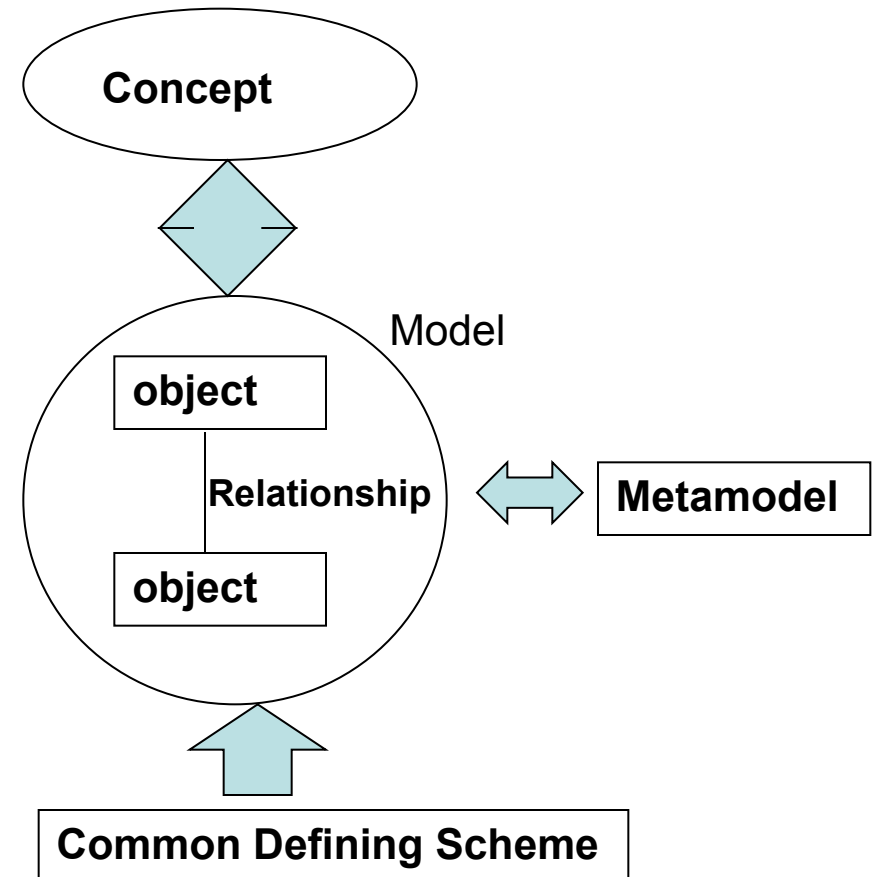 Concept
Model
object
Relationship
Metamodel
object
Common Defining Scheme